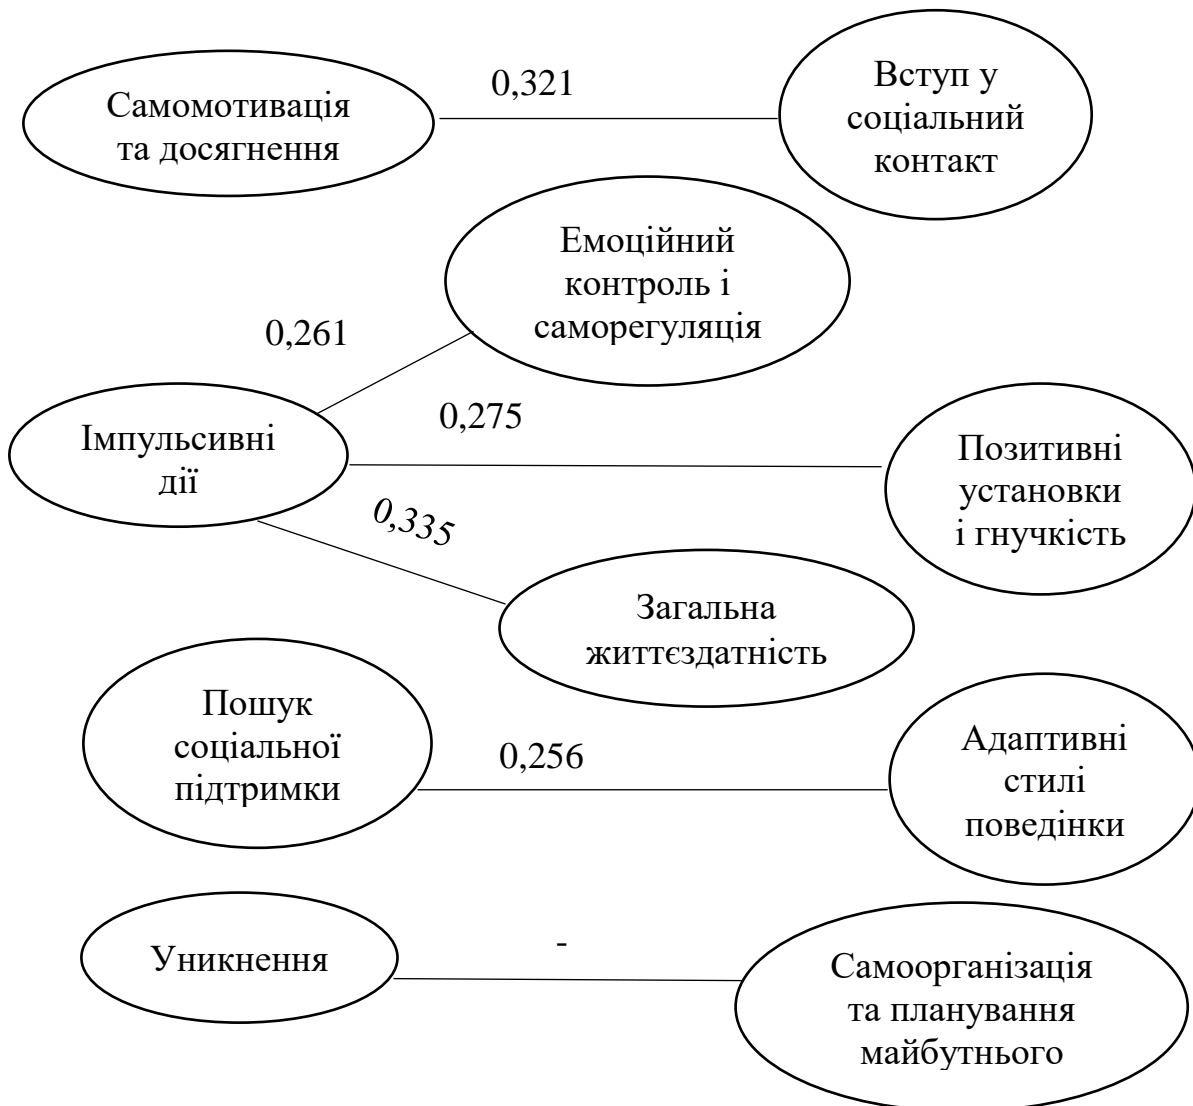 Самомотивація
та досягнення
0,321
Вступ у
соціальний
контакт
Емоційний
контроль і
саморегуляція
0,261
Імпульсивні
дії
0,275
Позитивні
установки
і гнучкість
0,335
Загальна
життєздатність
Пошук
соціальної
підтримки
0,256
Адаптивні
стилі
поведінки
Уникнення
-
Самоорганізація
та планування
майбутнього